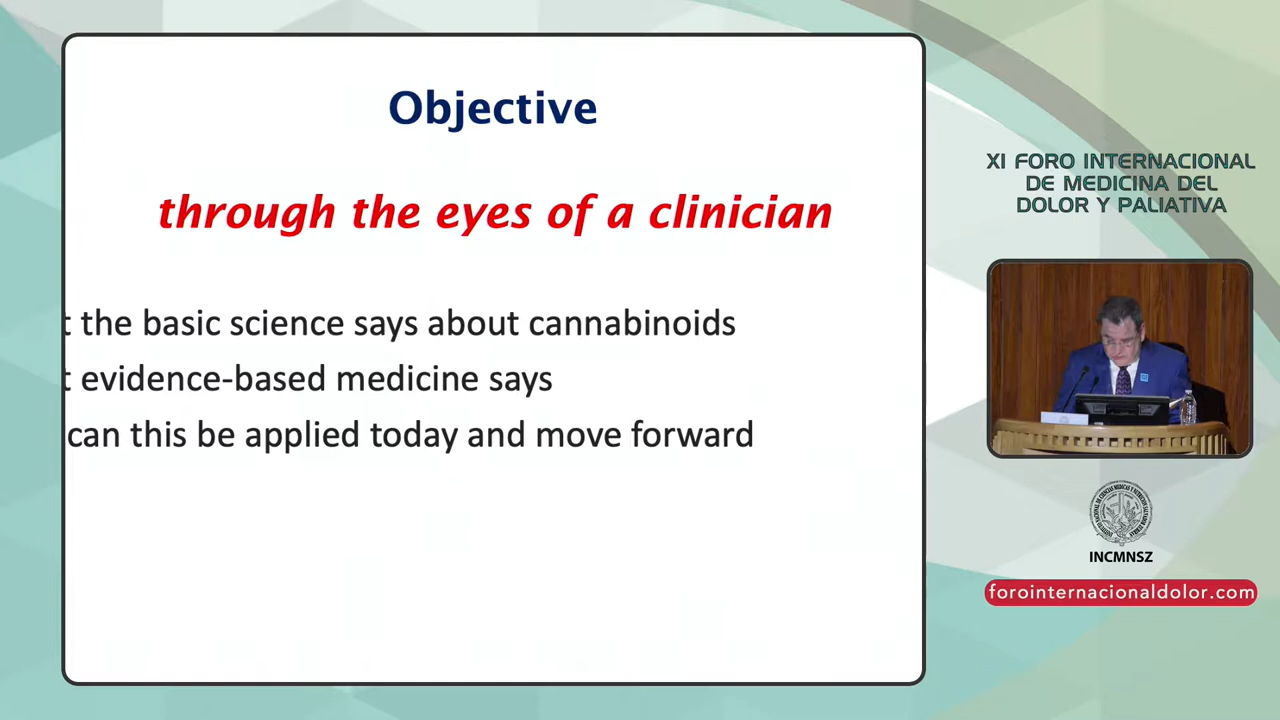 Objective
through the eyes of a clinician
t the basic science says about cannabinoids
t evidence-based medicine says
can this be applied today and move forward
XI FORO INTERNACIONAL
DE MEDICINA DEL
DOLOR Y PALIATIVA
INCMNSZ
forointernacionaldolor.com